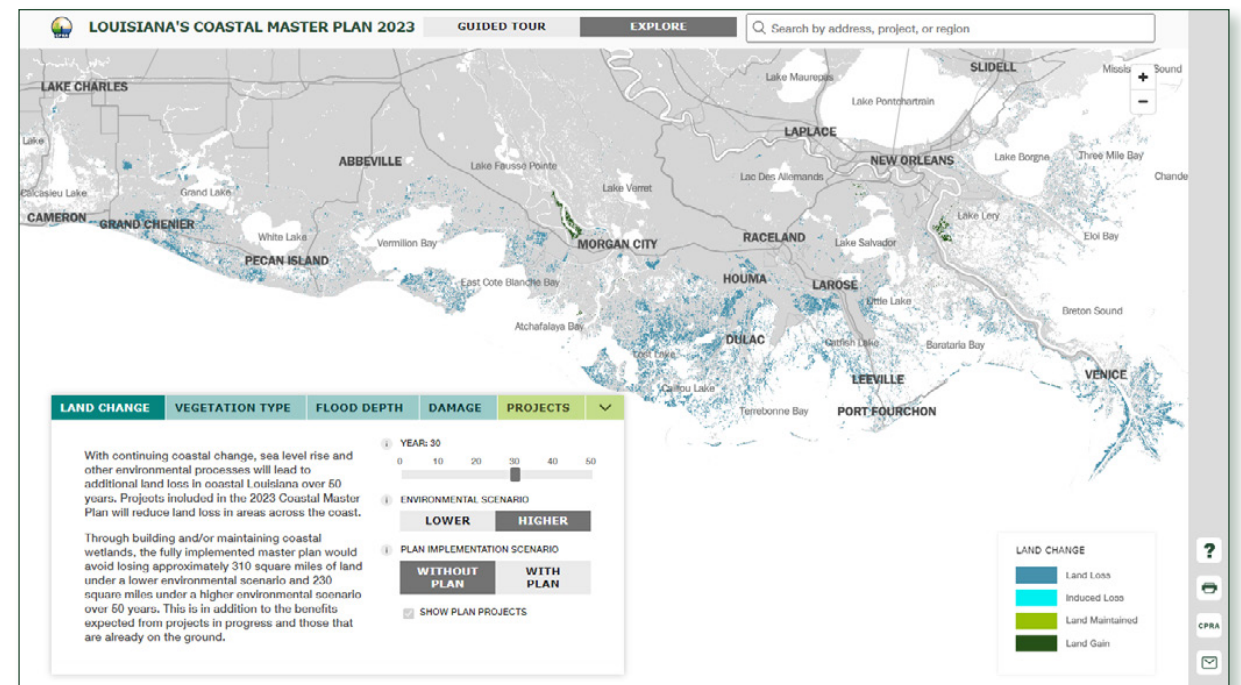 LOUISIANA'S COASTAL MASTER PLAN 2023
GUIDED TOUR
EXPLORE
Search by address, project, or region
SLIDELL
Lake Maurepas
Sound
+
LAKE CHARLES
Lake Pontchartrain
−
LAPLACE
Lake
ABBEVILLE
Lake Fausse Pointe
NEW ORLEANS
Lake Borgne
Three Mile Bay
Lac Des Allemands
Chande
Calcasieu Lake
Grand Lake
Lake Verret
CAMERON
GRAND CHENIER
Lake Lery
White Lake
Vermilion Bay
MORGAN CITY
RACELAND
Lake Salvador
Eloi Bay
PECAN ISLAND
East Cote Blanche Bay
HOUMA
LAROSE
Little Lake
Breton Sound
Atchafalaya Bay
DULAC
Catfish Lake
Barataria Bay
Lost Lake
VENICE
LEEVILLE
Caillou Lake
Terrebonne Bay
PORT FOURCHON
LAND CHANGE
VEGETATION TYPE
FLOOD DEPTH
DAMAGE
PROJECTS
With continuing coastal change, sea level rise and
other environmental processes will lead to
additional land loss in coastal Louisiana over 50
years. Projects included in the 2023 Coastal Master
Plan will reduce land loss in areas across the coast.
Through building and/or maintaining coastal
wetlands, the fully implemented master plan would
avoid losing approximately 310 square miles of land
under a lower environmental scenario and 230
square miles under a higher environmental scenario
over 50 years. This is in addition to the benefits
expected from projects in progress and those that
are already on the ground.
i YEAR: 30
0 10 20 30 40 50
i ENVIRONMENTAL SCENARIO
LOWER
HIGHER
i PLAN IMPLEMENTATION SCENARIO
WITHOUT
PLAN
WITH
PLAN
SHOW PLAN PROJECTS
LAND CHANGE
Land Loss
Induced Loss
Land Maintained
Land Gain
?
CPRA